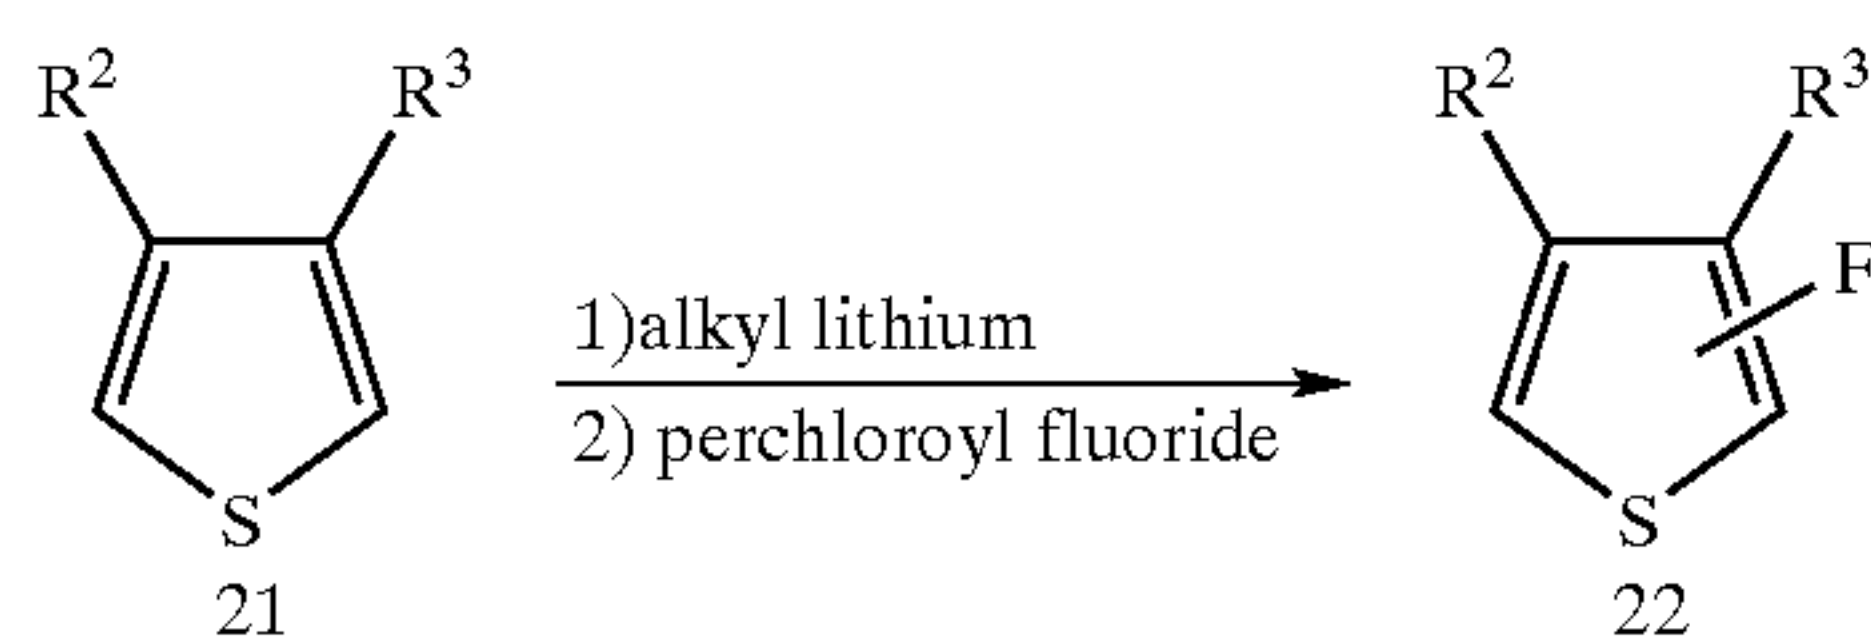 R² R³ R² R³
F
1)alkyl lithium
2) perchloroyl fluoride
S S
21 22